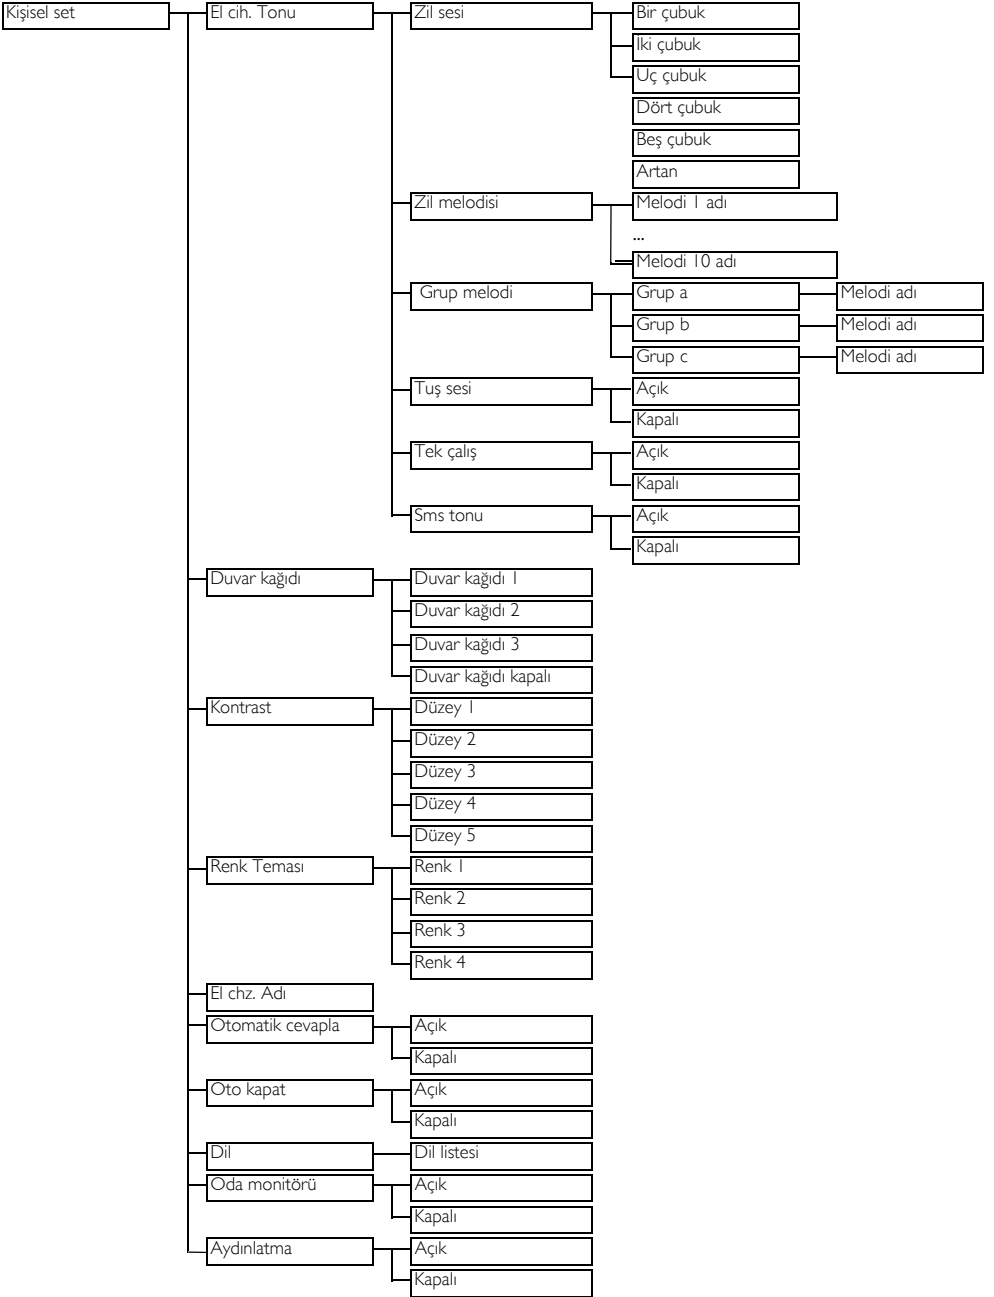 Kişisel set
El cih. Tonu
Zil sesi
Bir çubuk
İki çubuk
Üç çubuk
Dört çubuk
Beş çubuk
Artan
Zil melodisi
Melodi 1 adı
...
Melodi 10 adı
Grup melodi
Grup a
Melodi adı
Grup b
Melodi adı
Grup c
Melodi adı
Tuş sesi
Açık
Kapalı
Tek çalış
Açık
Kapalı
Sms tonu
Açık
Kapalı
Duvar kağıdı
Duvar kağıdı 1
Duvar kağıdı 2
Duvar kağıdı 3
Duvar kağıdı kapalı
Kontrast
Düzey 1
Düzey 2
Düzey 3
Düzey 4
Düzey 5
Renk Teması
Renk 1
Renk 2
Renk 3
Renk 4
El chz. Adı
Otomatik cevapla
Açık
Kapalı
Oto kapat
Açık
Kapalı
Dil
Dil listesi
Oda monitörü
Açık
Kapalı
Aydınlatma
Açık
Kapalı